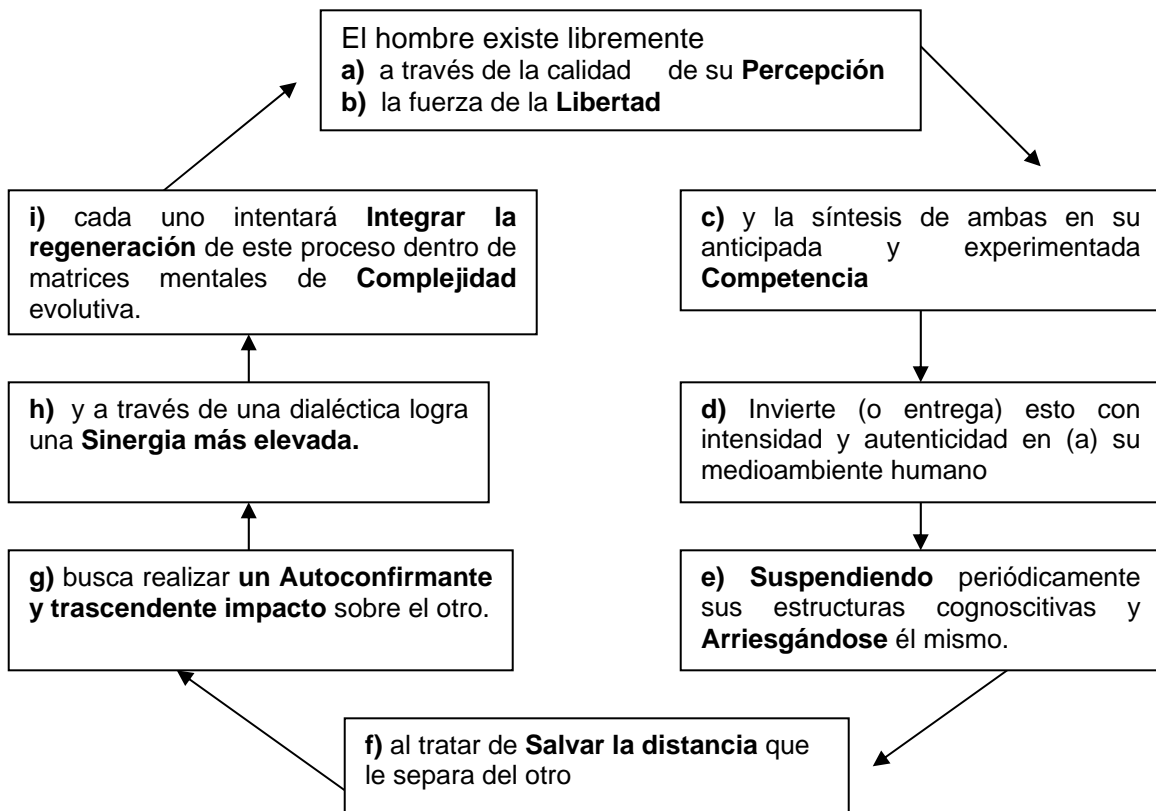 El hombre existe libremente
a) a través de la calidad de su Percepción
b) la fuerza de la Libertad
c) y la síntesis de ambas en su
anticipada y experimentada
Competencia
d) Invierte (o entrega) esto con
intensidad y autenticidad en (a) su
medioambiente humano
e) Suspendiendo periódicamente
sus estructuras cognoscitivas y
Arriesgándose él mismo.
f) al tratar de Salvar la distancia que
le separa del otro
g) busca realizar un Autoconfirmante
y trascendente impacto sobre el otro.
h) y a través de una dialéctica logra
una Sinergia más elevada.
i) cada uno intentará Integrar la
regeneración de este proceso dentro de
matrices mentales de Complejidad
evolutiva.